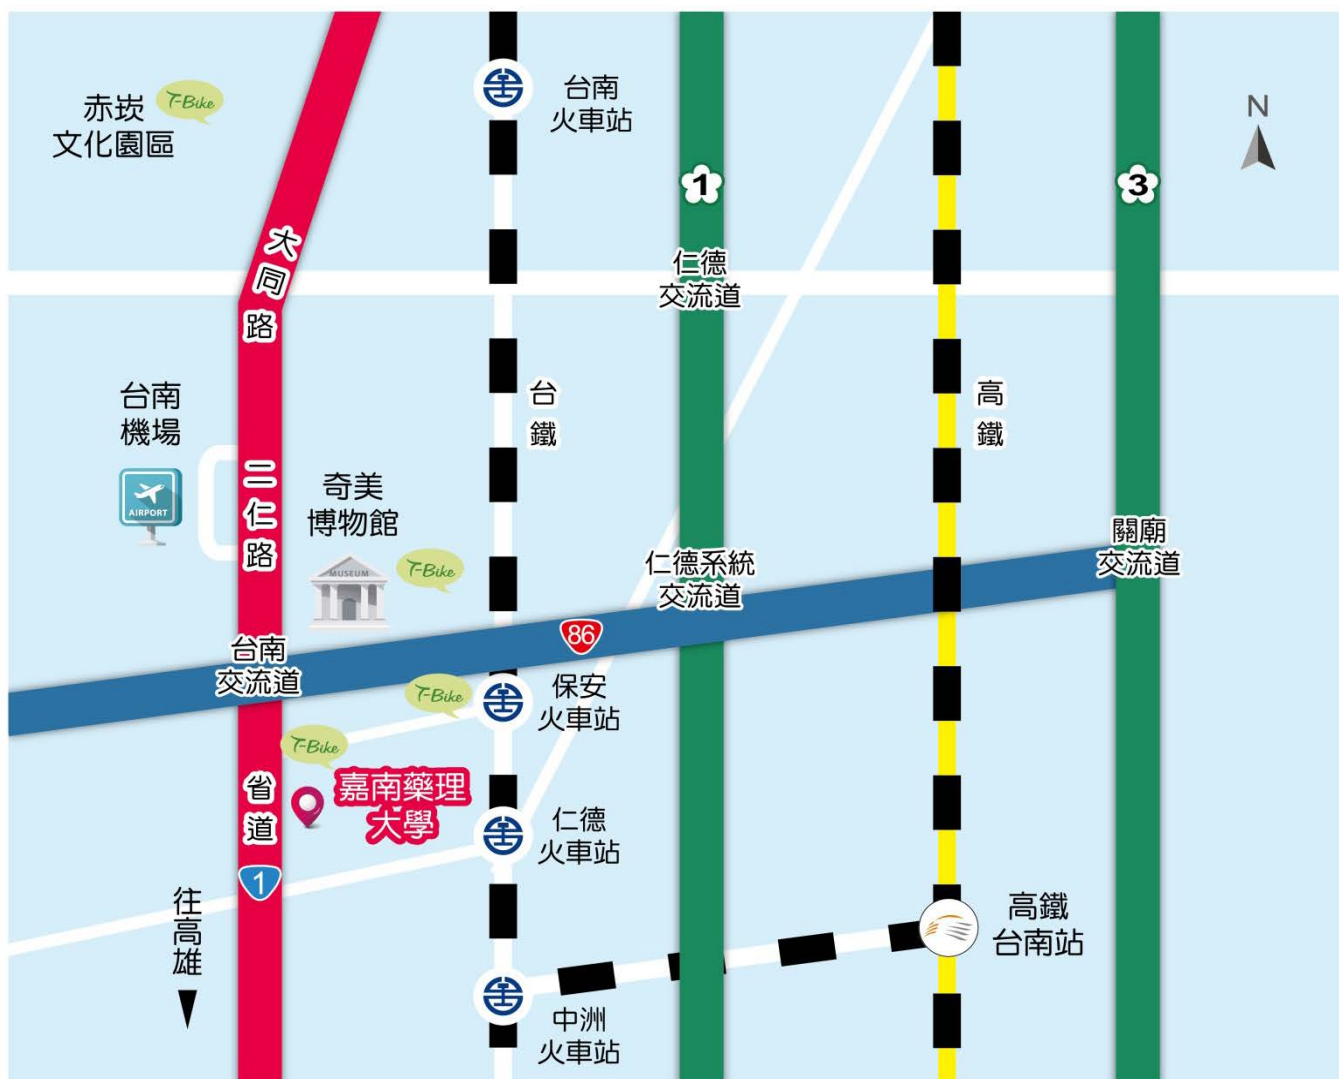 赤崁
文化園區
T-Bike
台南
火車站
N
1
3
大同路
仁德
交流道
台南
機場
AIRPORT
二仁路
奇美
博物館
MUSEUM
T-Bike
台鐵
高鐵
仁德系統
交流道
關廟
交流道
86
台南
交流道
T-Bike
保安
火車站
T-Bike
嘉南藥理
大學
省道
1
仁德
火車站
往高雄
高鐵
台南站
中洲
火車站